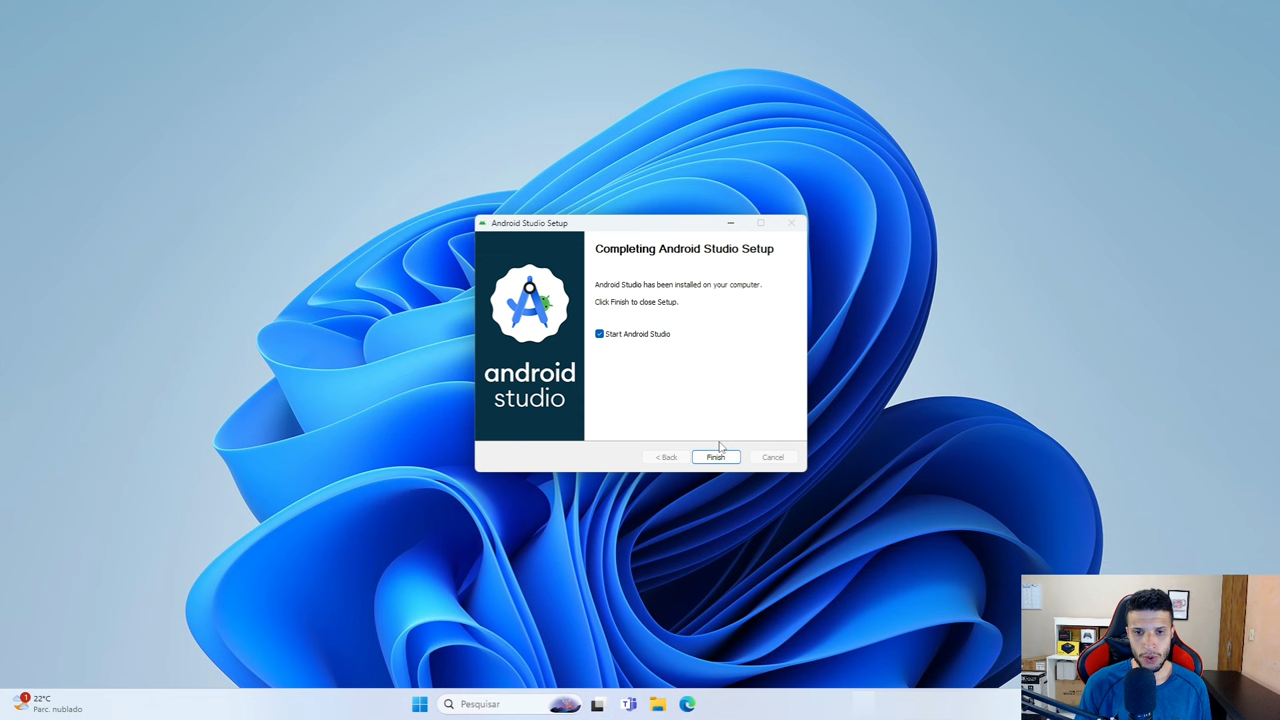 Android Studio Setup
Completing Android Studio Setup
Android Studio has been installed on your computer.
Click Finish to close Setup.
Start Android Studio
android
studio
< Back
Finish
Cancel
1
22°C
Parc. nublado
Pesquisar